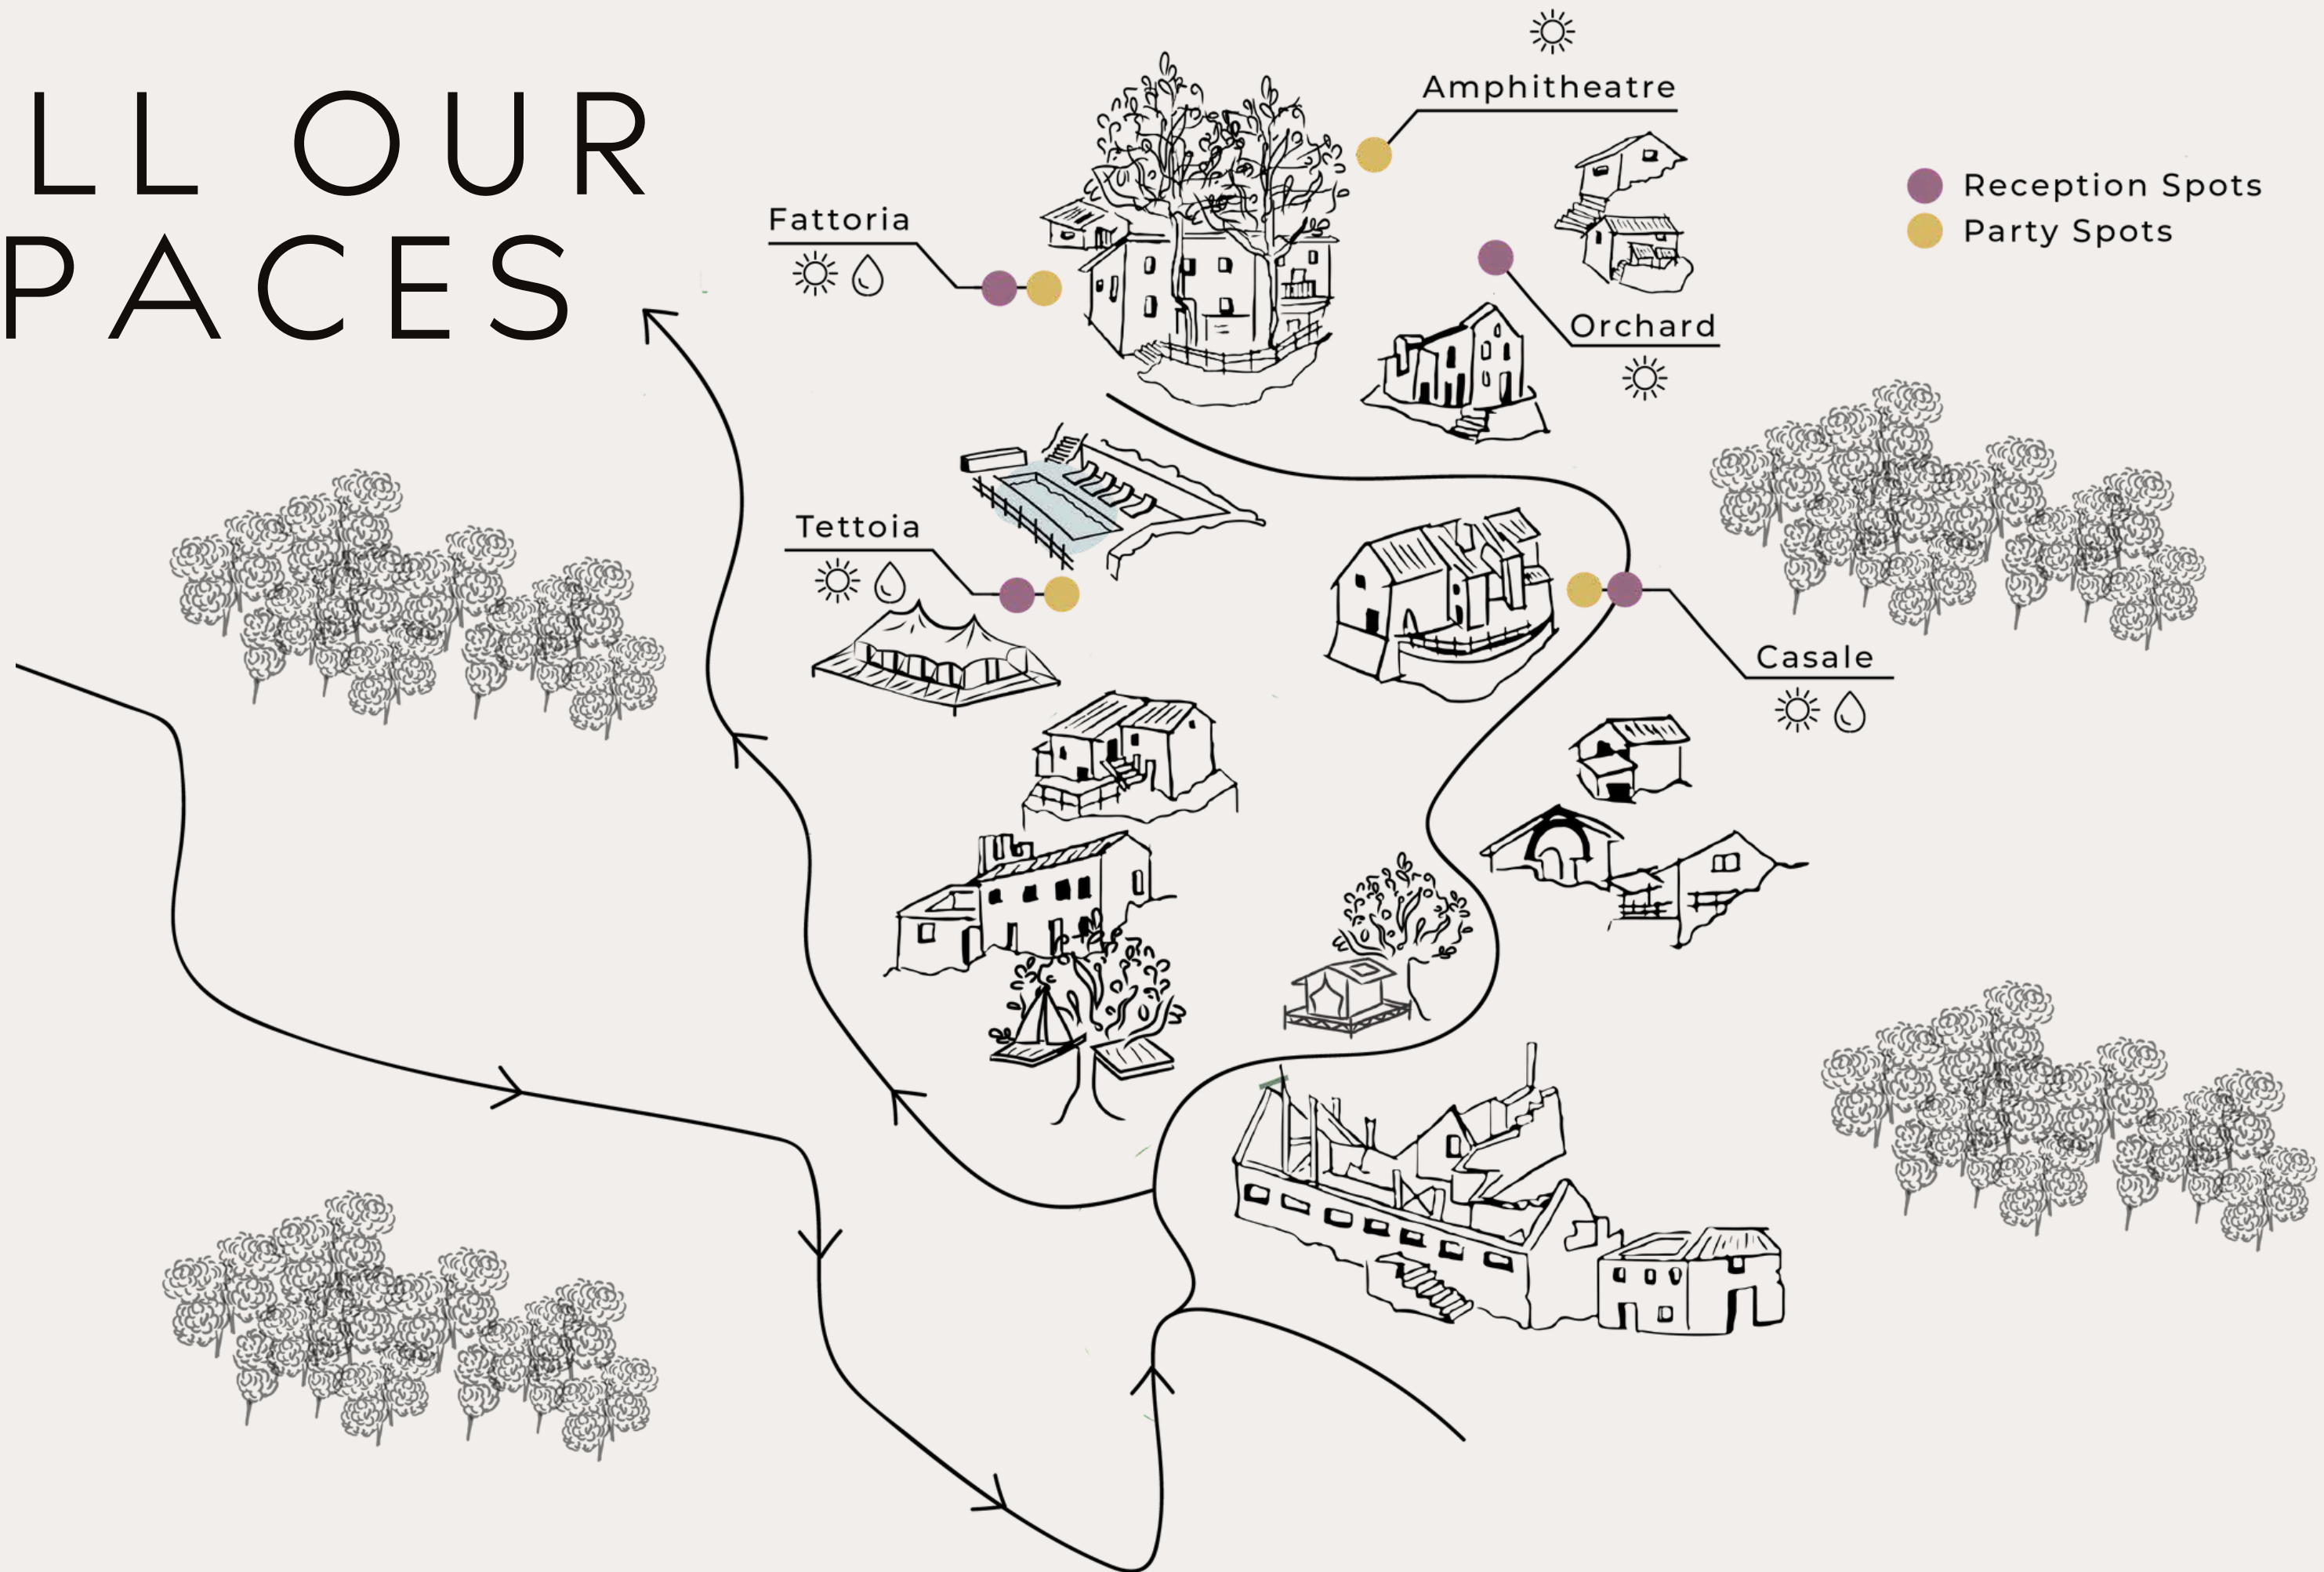 LL OUR
PACES
Amphitheatre
Reception Spots
Party Spots
Fattoria
Orchard
Tettoia
Casale